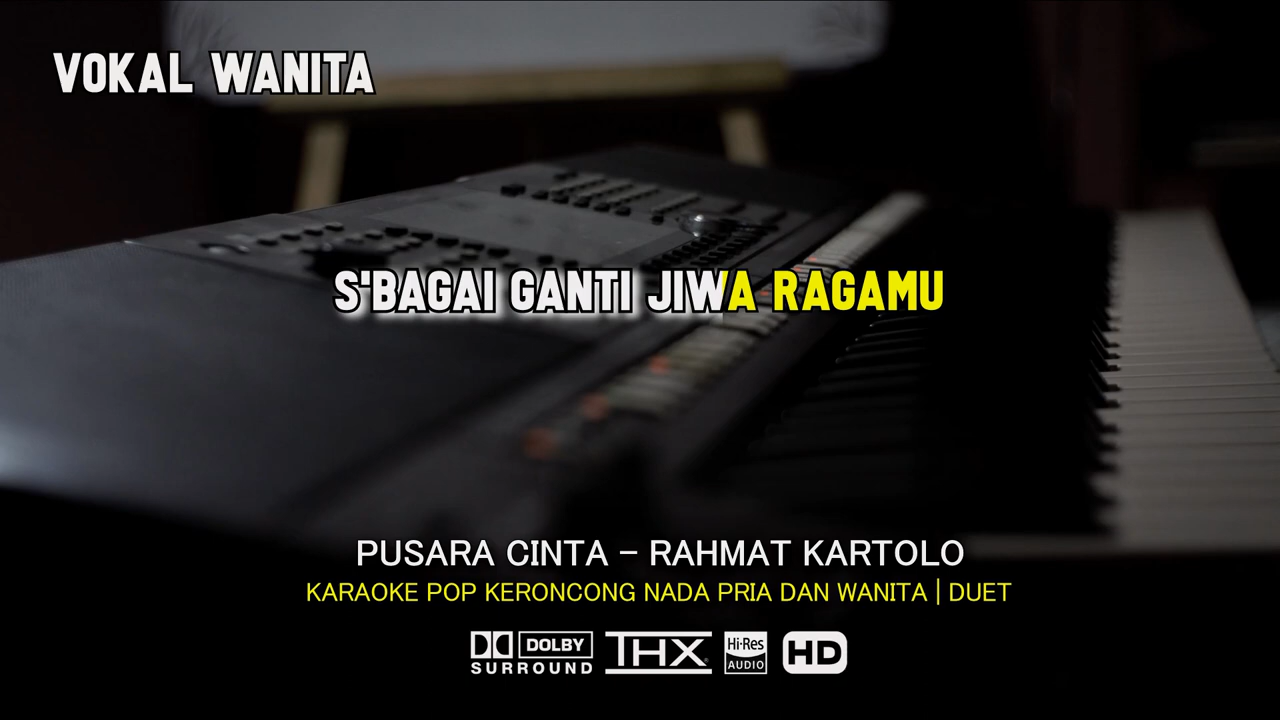 VOKAL WANITA
S'BAGAI GANTI JIWA RAGAMU
PUSARA CINTA – RAHMAT KARTOLO
KARAOKE POP KERONCONG NADA PRIA DAN WANITA | DUET
DOLBY SURROUND THX Hi-Res AUDIO HD